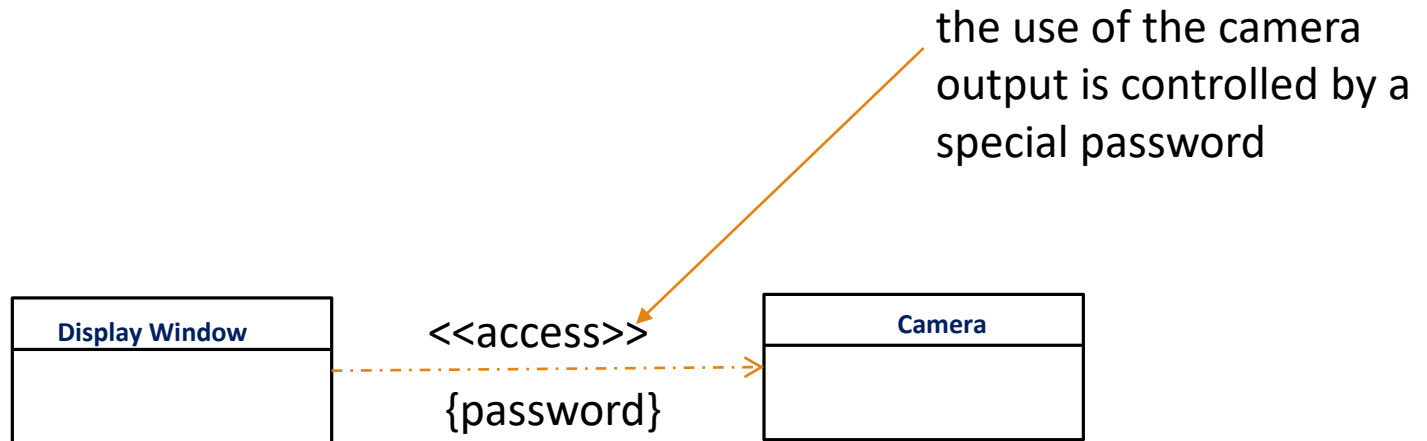 the use of the camera
output is controlled by a
special password
Display Window
<<access>>
Camera
{password}